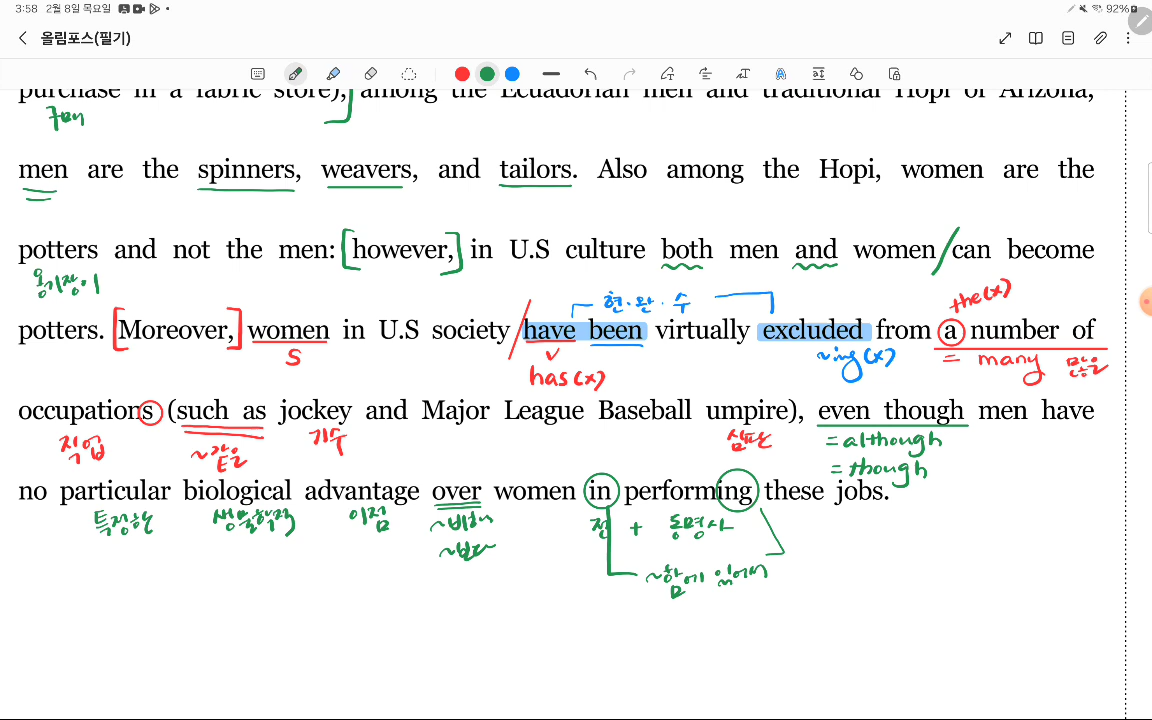 3:58 2월 8일 목요일 92%
올림포스(필기)
purchase in a fabric store), among the Ecuadorian men and traditional Hopi of Arizona,
구매
men are the spinners, weavers, and tailors. Also among the Hopi, women are the
potters and not the men: [however,] in U.S culture both men and women / can become
옹기장이
현·완·수 the(x)
potters. [Moreover,] women in U.S society / have been virtually excluded from a number of
S v ~ing(x) = many 많은
has(x)
occupations (such as jockey and Major League Baseball umpire), even though men have
직업 ~같은 기수 심판 = although
= though
no particular biological advantage over women in performing these jobs.
특정한 생물학적 이점 ~비해 전 + 동명사
~보다
~함에 있어서